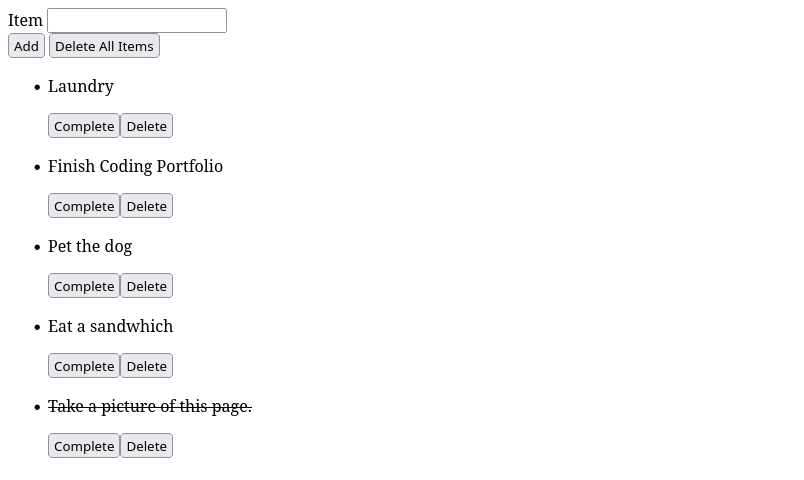 Item
Add Delete All Items
Laundry
Complete Delete
Finish Coding Portfolio
Complete Delete
Pet the dog
Complete Delete
Eat a sandwhich
Complete Delete
Take a picture of this page.
Complete Delete